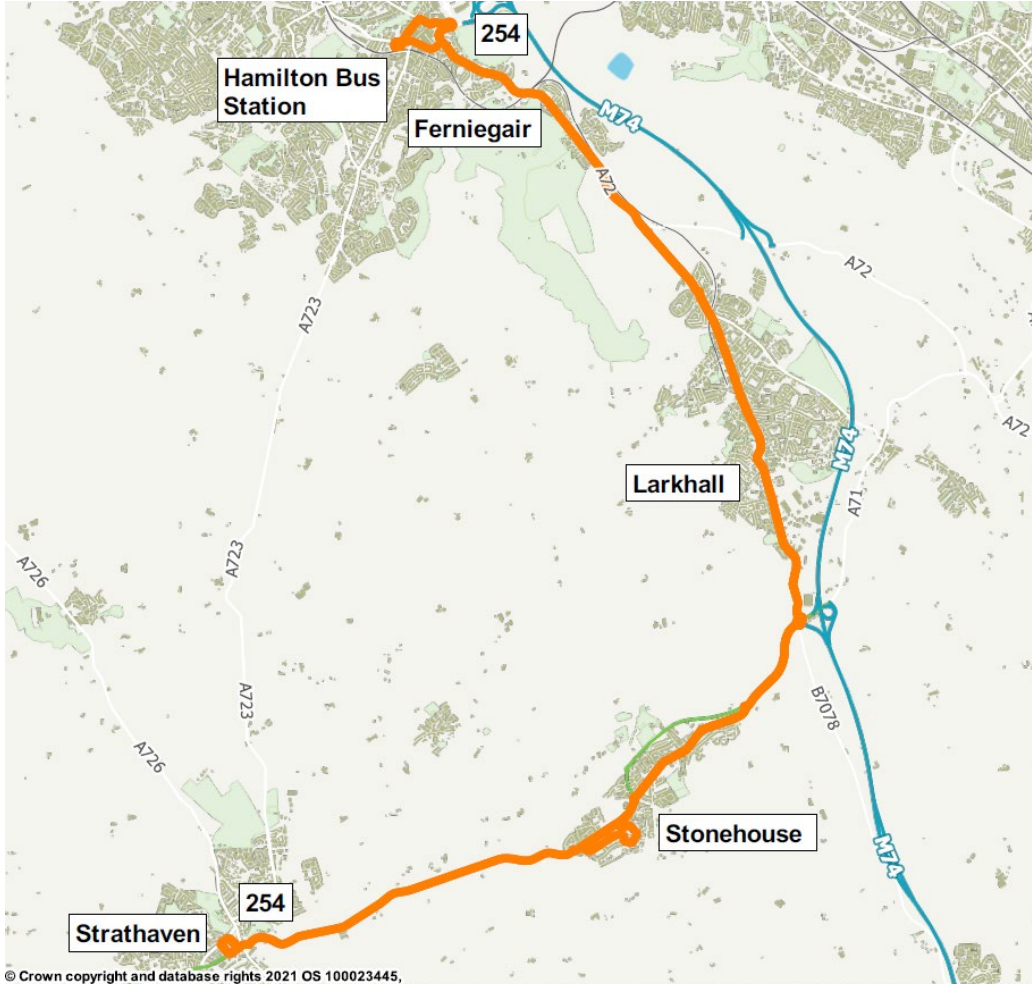 254
Hamilton Bus
Station
Ferniegair
M74
A72
A72
A723
A72
M74
Larkhall
A71
A723
A726
A723
B7078
A726
Stonehouse
M74
254
Strathaven
© Crown copyright and database rights 2021 OS 100023445,